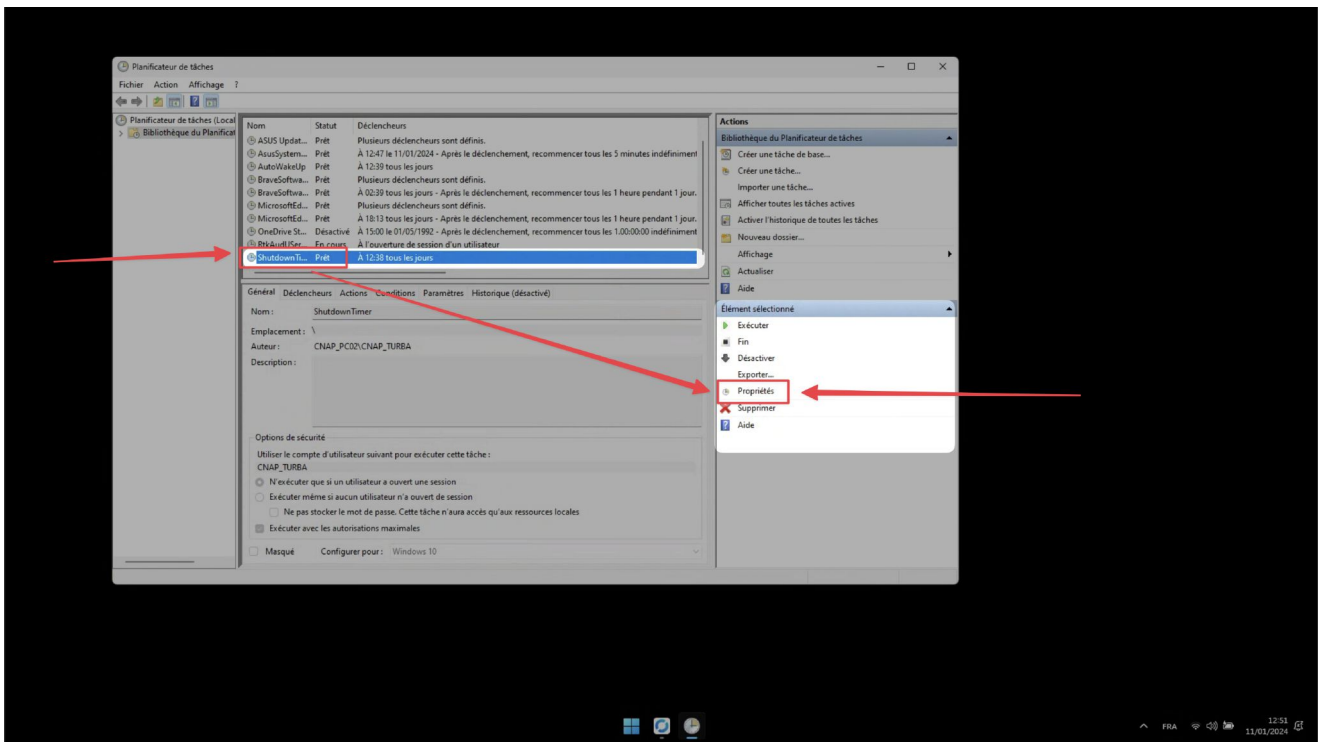 Planificateur de tâches
Fichier Action Affichage ?
Planificateur de tâches (Local
Bibliothèque du Planificat
Nom Statut Déclencheurs
ASUS Updat... Prêt Plusieurs déclencheurs sont définis.
AsusSystem... Prêt À 12:47 le 11/01/2024 - Après le déclenchement, recommencer tous les 5 minutes indéfiniment
AutoWakeUp Prêt À 12:39 tous les jours
BraveSoftwa... Prêt Plusieurs déclencheurs sont définis.
BraveSoftwa... Prêt À 02:39 tous les jours - Après le déclenchement, recommencer tous les 1 heure pendant 1 jour.
MicrosoftEd... Prêt Plusieurs déclencheurs sont définis.
MicrosoftEd... Prêt À 18:13 tous les jours - Après le déclenchement, recommencer tous les 1 heure pendant 1 jour.
OneDrive St... Désactivé À 15:00 le 01/05/1992 - Après le déclenchement, recommencer tous les 1.00:00:00 indéfiniment
RtkAudUSer... En cours À l'ouverture de session d'un utilisateur
ShutdownTi... Prêt À 12:38 tous les jours
Général Déclencheurs Actions Conditions Paramètres Historique (désactivé)
Nom : ShutdownTimer
Emplacement : \
Auteur : CNAP_PC02\CNAP_TURBA
Description :
Options de sécurité
Utiliser le compte d'utilisateur suivant pour exécuter cette tâche :
CNAP_TURBA
N'exécuter que si un utilisateur a ouvert une session
Exécuter même si aucun utilisateur n'a ouvert de session
Ne pas stocker le mot de passe. Cette tâche n'aura accès qu'aux ressources locales
Exécuter avec les autorisations maximales
Masqué Configurer pour : Windows 10
Actions
Bibliothèque du Planificateur de tâches
Créer une tâche de base...
Créer une tâche...
Importer une tâche...
Afficher toutes les tâches actives
Activer l'historique de toutes les tâches
Nouveau dossier...
Affichage
Actualiser
Aide
Élément sélectionné
Exécuter
Fin
Désactiver
Exporter...
Propriétés
Supprimer
Aide
FRA
12:51
11/01/2024